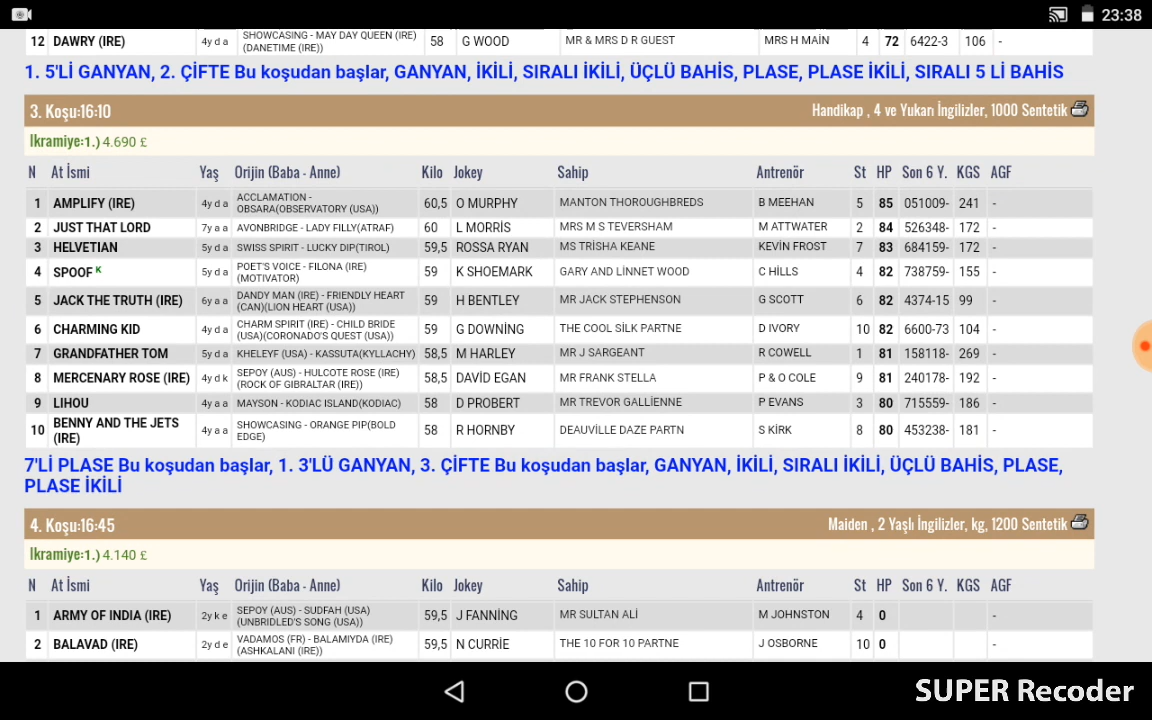 23:38
12 DAWRY (IRE) 4y d a SHOWCASING - MAY DAY QUEEN (IRE) (DANETIME (IRE)) 58 G WOOD MR & MRS D R GUEST MRS H MAİN 4 72 6422-3 106 -
1. 5'Lİ GANYAN, 2. ÇİFTE Bu koşudan başlar, GANYAN, İKİLİ, SIRALI İKİLİ, ÜÇLÜ BAHİS, PLASE, PLASE İKİLİ, SIRALI 5 Lİ BAHİS
3. Koşu:16:10 Handikap , 4 ve Yukarı İngilizler, 1000 Sentetik
İkramiye:1.) 4.690 £
N At İsmi Yaş Orijin (Baba - Anne) Kilo Jokey Sahip Antrenör St HP Son 6 Y. KGS AGF
1 AMPLIFY (IRE) 4y d a ACCLAMATION - OBSARA(OBSERVATORY (USA)) 60,5 O MURPHY MANTON THOROUGHBREDS B MEEHAN 5 85 051009- 241 -
2 JUST THAT LORD 7y a a AVONBRIDGE - LADY FILLY(ATRAF) 60 L MORRİS MRS M S TEVERSHAM M ATTWATER 2 84 526348- 172 -
3 HELVETIAN 5y d a SWISS SPIRIT - LUCKY DIP(TIROL) 59,5 ROSSA RYAN MS TRİSHA KEANE KEVİN FROST 7 83 684159- 172 -
4 SPOOF K 5y d a POET'S VOICE - FILONA (IRE) (MOTIVATOR) 59 K SHOEMARK GARY AND LİNNET WOOD C HİLLS 4 82 738759- 155 -
5 JACK THE TRUTH (IRE) 6y a a DANDY MAN (IRE) - FRIENDLY HEART (CAN)(LION HEART (USA)) 59 H BENTLEY MR JACK STEPHENSON G SCOTT 6 82 4374-15 99 -
6 CHARMING KID 4y d a CHARM SPIRIT (IRE) - CHILD BRIDE (USA)(CORONADO'S QUEST (USA)) 59 G DOWNİNG THE COOL SİLK PARTNE D IVORY 10 82 6600-73 104 -
7 GRANDFATHER TOM 5y d a KHELEYF (USA) - KASSUTA(KYLLACHY) 58,5 M HARLEY MR J SARGEANT R COWELL 1 81 158118- 269 -
8 MERCENARY ROSE (IRE) 4y d k SEPOY (AUS) - HULCOTE ROSE (IRE) (ROCK OF GIBRALTAR (IRE)) 58,5 DAVİD EGAN MR FRANK STELLA P & O COLE 9 81 240178- 192 -
9 LIHOU 4y a a MAYSON - KODIAC ISLAND(KODIAC) 58 D PROBERT MR TREVOR GALLİENNE P EVANS 3 80 715559- 186 -
10 BENNY AND THE JETS (IRE) 4y a a SHOWCASING - ORANGE PIP(BOLD EDGE) 58 R HORNBY DEAUVİLLE DAZE PARTN S KİRK 8 80 453238- 181 -
7'Lİ PLASE Bu koşudan başlar, 1. 3'LÜ GANYAN, 3. ÇİFTE Bu koşudan başlar, GANYAN, İKİLİ, SIRALI İKİLİ, ÜÇLÜ BAHİS, PLASE,
PLASE İKİLİ
4. Koşu:16:45 Maiden , 2 Yaşlı İngilizler, kg, 1200 Sentetik
İkramiye:1.) 4.140 £
N At İsmi Yaş Orijin (Baba - Anne) Kilo Jokey Sahip Antrenör St HP Son 6 Y. KGS AGF
1 ARMY OF INDIA (IRE) 2y k e SEPOY (AUS) - SUDFAH (USA) (UNBRIDLED'S SONG (USA)) 59,5 J FANNİNG MR SULTAN ALİ M JOHNSTON 4 0 -
2 BALAVAD (IRE) 2y d e VADAMOS (FR) - BALAMIYDA (IRE) (ASHKALANI (IRE)) 59,5 N CURRİE THE 10 FOR 10 PARTNE J OSBORNE 10 0 -
SUPER Recoder